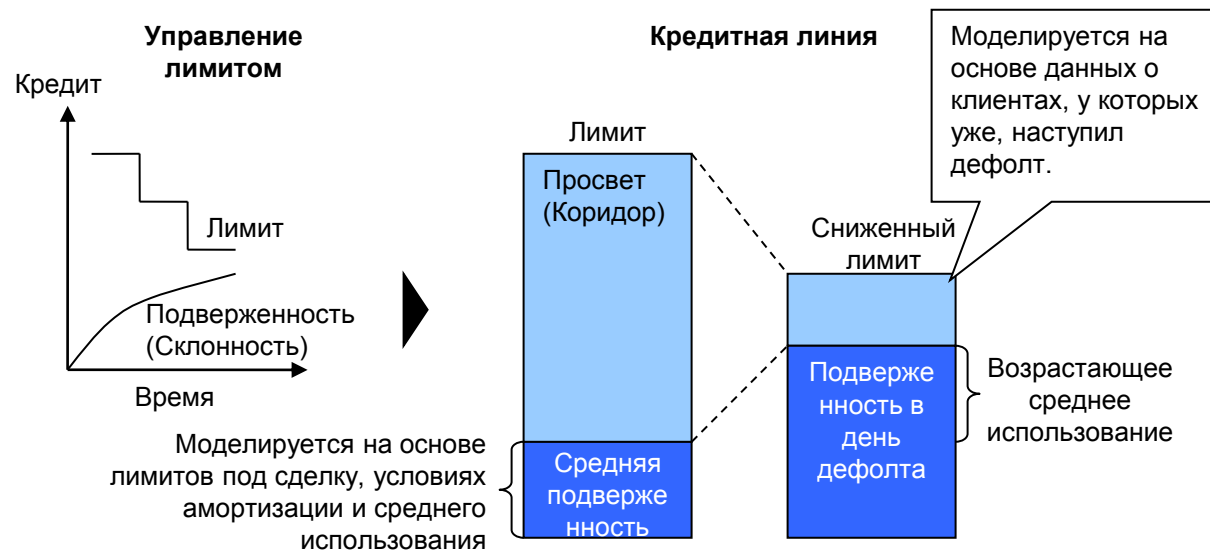 Управление
лимитом
Кредит
Лимит
Подверженность
(Склонность)
Время
Кредитная линия
Лимит
Просвет
(Коридор)
Средняя
подверже
нность
Моделируется на основе
лимитов под сделку, условиях
амортизации и среднего
использования
Сниженный
лимит
Подверже
нность в
день
дефолта
Возрастающее
среднее
использование
Моделируется на
основе данных о
клиентах, у которых
уже, наступил
дефолт.